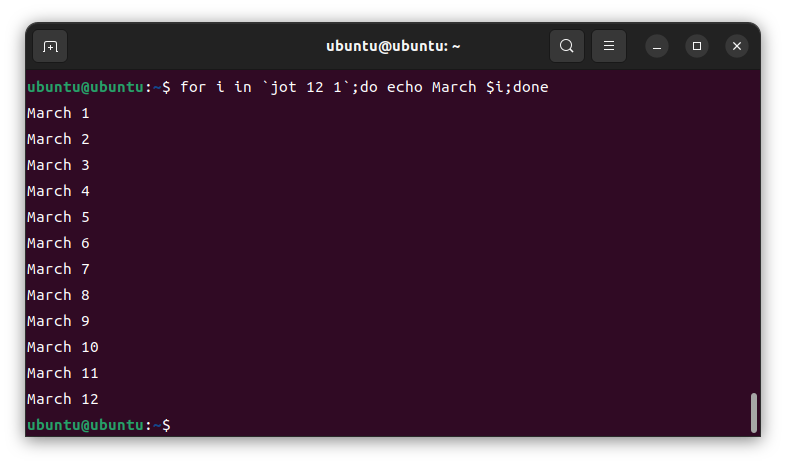 ubuntu@ubuntu: ~
ubuntu@ubuntu:~$ for i in `jot 12 1`;do echo March $i;done
March 1
March 2
March 3
March 4
March 5
March 6
March 7
March 8
March 9
March 10
March 11
March 12
ubuntu@ubuntu:~$